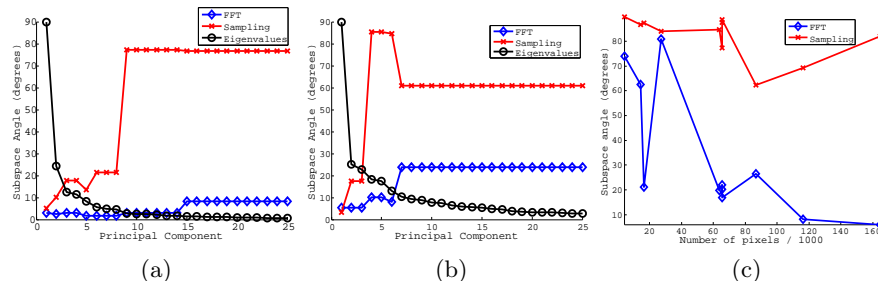 Subspace Angle (degrees)
90
80
70
60
50
40
30
20
10
0
0
5
10
15
20
25
Principal Component
FFT
Sampling
Eigenvalues
(a)
Subspace Angle (degrees)
90
80
70
60
50
40
30
20
10
0
0
5
10
15
20
25
Principal Component
FFT
Sampling
Eigenvalues
(b)
Subspace angle (degrees)
80
70
60
50
40
30
20
10
20
40
60
80
100
120
140
160
Number of pixels / 1000
FFT
Sampling
(c)